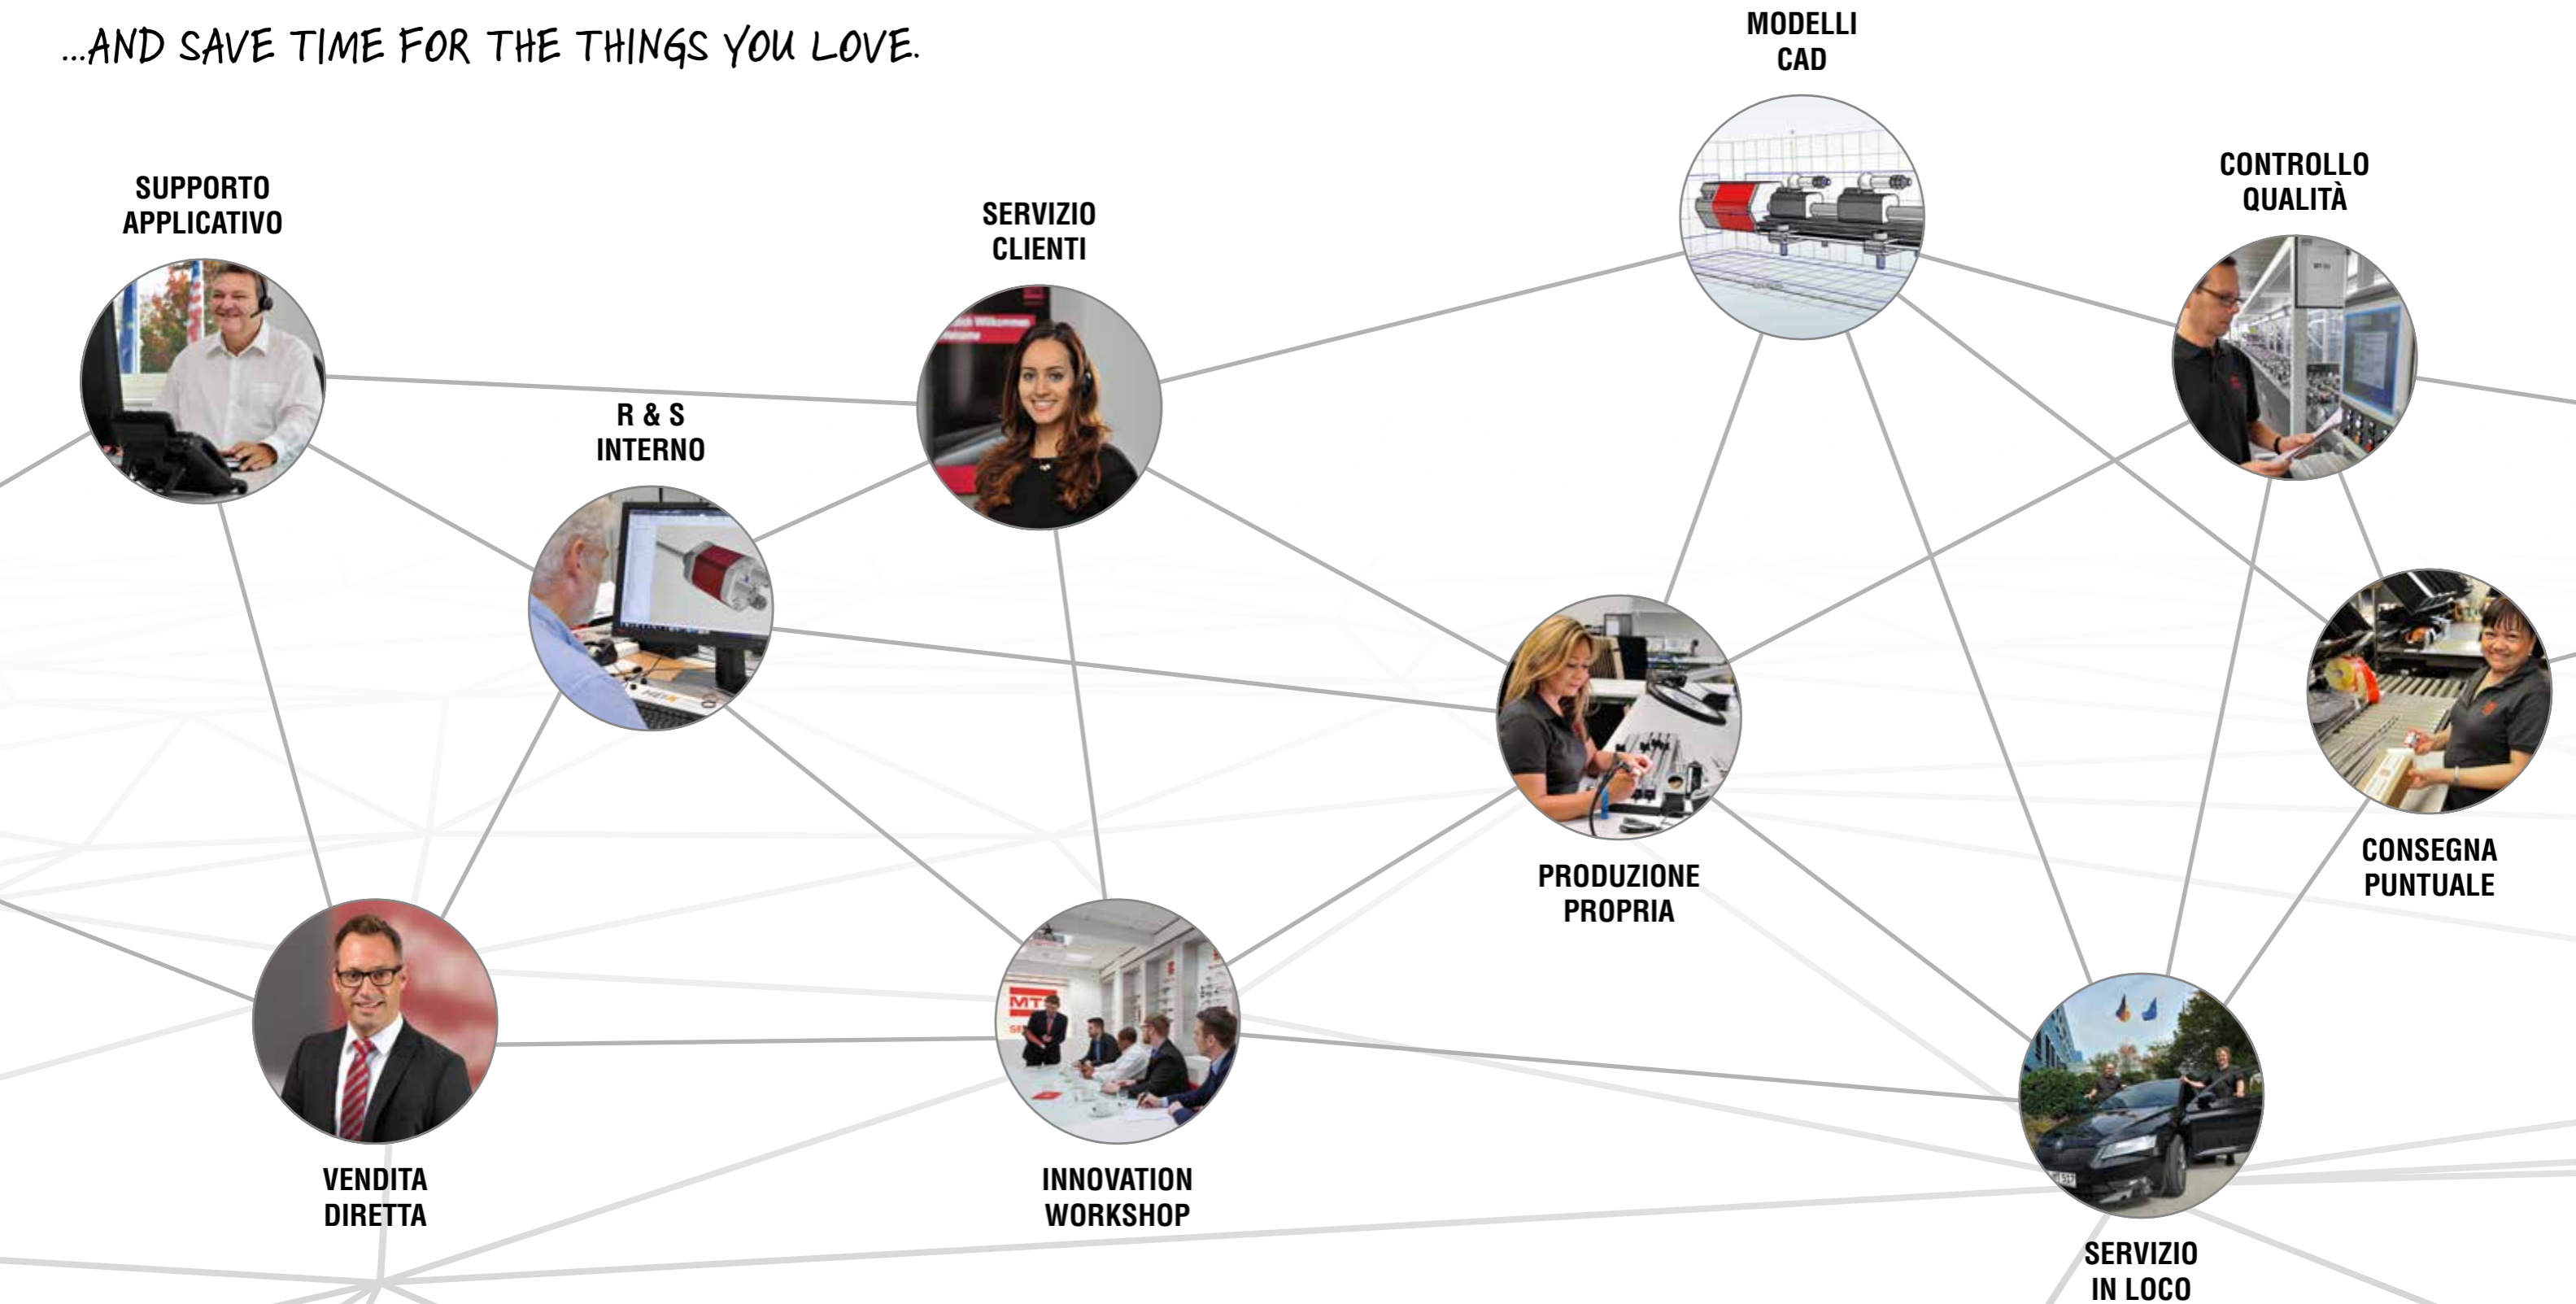 ...AND SAVE TIME FOR THE THINGS YOU LOVE.
MODELLI
CAD
CONTROLLO
QUALITÀ
SUPPORTO
APPLICATIVO
SERVIZIO
CLIENTI
R & S
INTERNO
PRODUZIONE
PROPRIA
CONSEGNA
PUNTUALE
VENDITA
DIRETTA
INNOVATION
WORKSHOP
SERVIZIO
IN LOCO